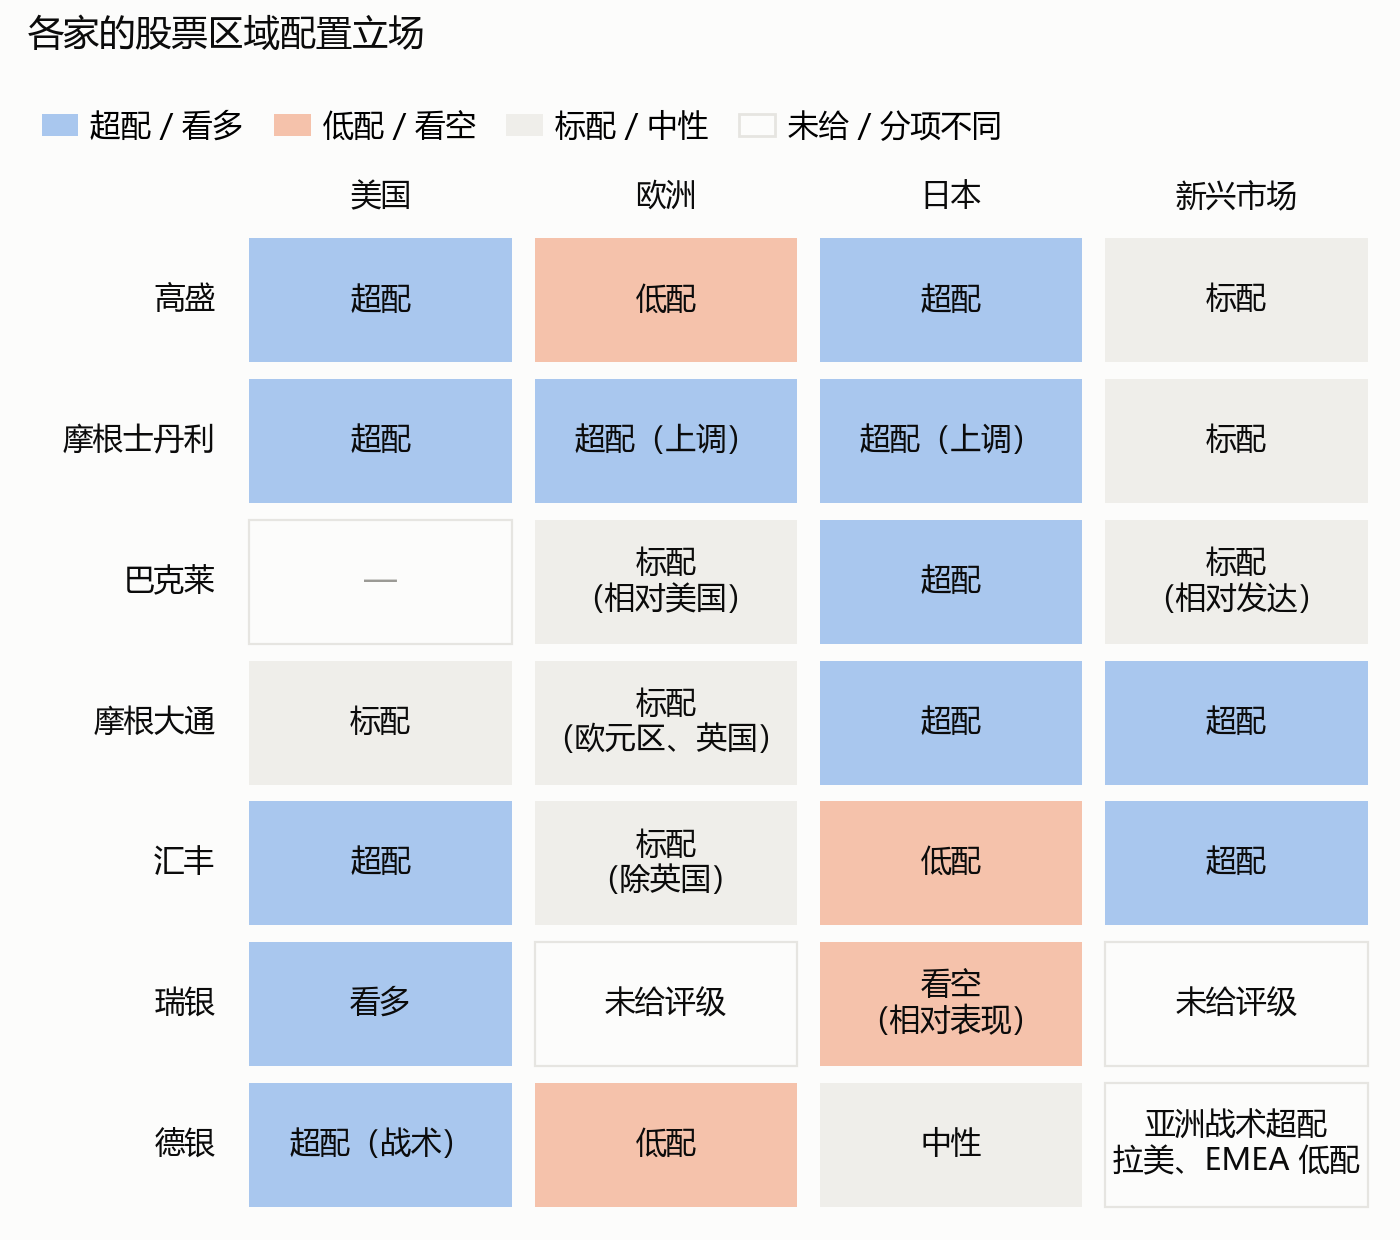 各家的股票区域配置立场
超配 / 看多 低配 / 看空 标配 / 中性 未给 / 分项不同
美国 欧洲 日本 新兴市场
高盛 超配 低配 超配 标配
摩根士丹利 超配 超配（上调） 超配（上调） 标配
巴克莱 — 标配
（相对美国） 超配 标配
（相对发达）
摩根大通 标配 标配
（欧元区、英国） 超配 超配
汇丰 超配 标配
（除英国） 低配 超配
瑞银 看多 未给评级 看空
（相对表现） 未给评级
德银 超配（战术） 低配 中性 亚洲战术超配
拉美、EMEA 低配